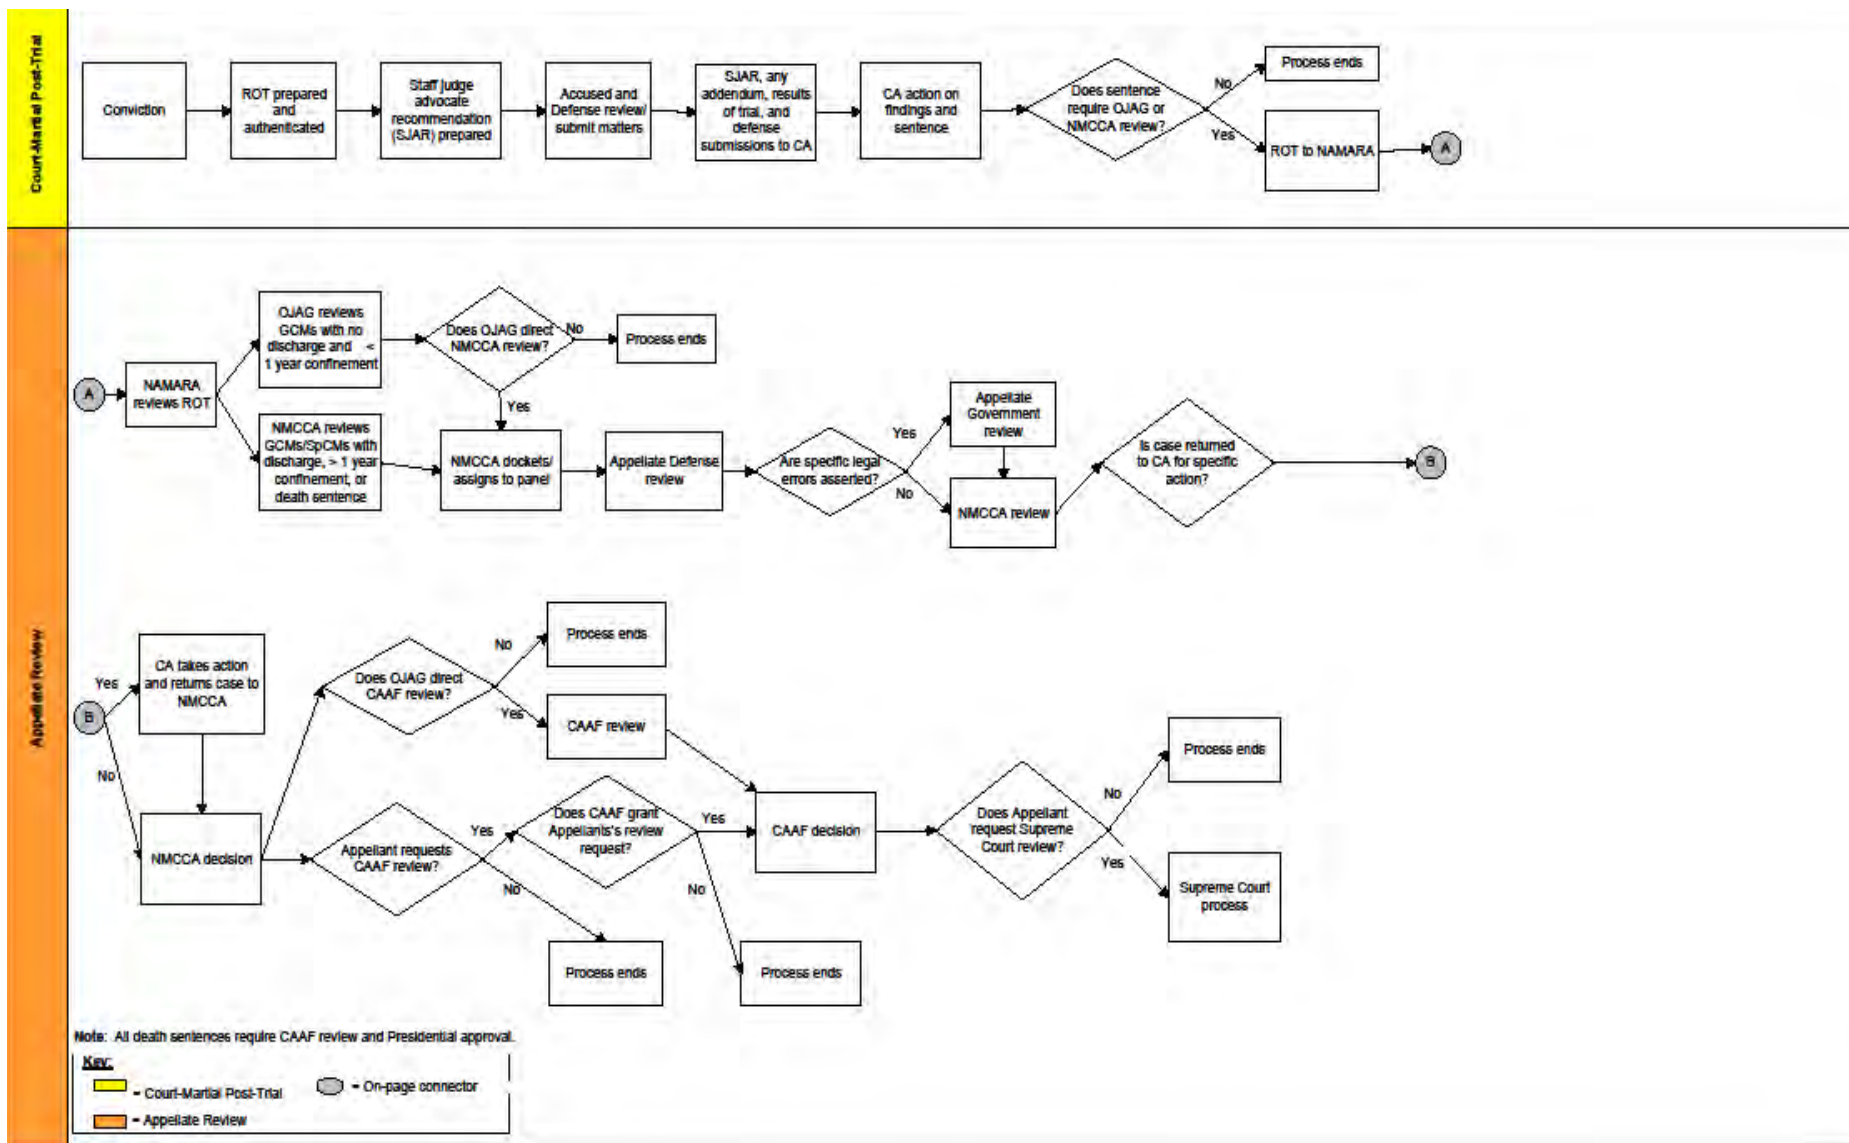 Court-Martial Post-Trial
Conviction
ROT prepared
and
authenticated
Staff judge
advocate
recommendation
(SJAR) prepared
Accused and
Defense review/
submit matters
SJAR, any
addendum, results
of trial, and
defense
submissions to CA
CA action on
findings and
sentence
Does sentence
require OJAG or
NMCCA review?
No
Process ends
Yes
ROT to NAMARA
A
Appellate Review
A
NAMARA
reviews ROT
OJAG reviews
GCMs with no
discharge and <
1 year confinement
Does OJAG direct
NMCCA review?
No
Process ends
Yes
NMCCA reviews
GCMs/SpCMs with
discharge, > 1 year
confinement, or
death sentence
NMCCA dockets/
assigns to panel
Appellate Defense
review
Are specific legal
errors asserted?
Yes
No
Appellate
Government
review
NMCCA review
Is case returned
to CA for specific
action?
B
B
Yes
No
CA takes action
and returns case to
NMCCA
NMCCA decision
Does OJAG direct
CAAF review?
No
Process ends
Yes
CAAF review
Appellant requests
CAAF review?
Yes
No
Process ends
Does CAAF grant
Appellants's review
request?
Yes
No
Process ends
CAAF decision
Does Appellant
request Supreme
Court review?
No
Process ends
Yes
Supreme Court
process
Note: All death sentences require CAAF review and Presidential approval.
Key:
= Court-Martial Post-Trial
= On-page connector
= Appellate Review